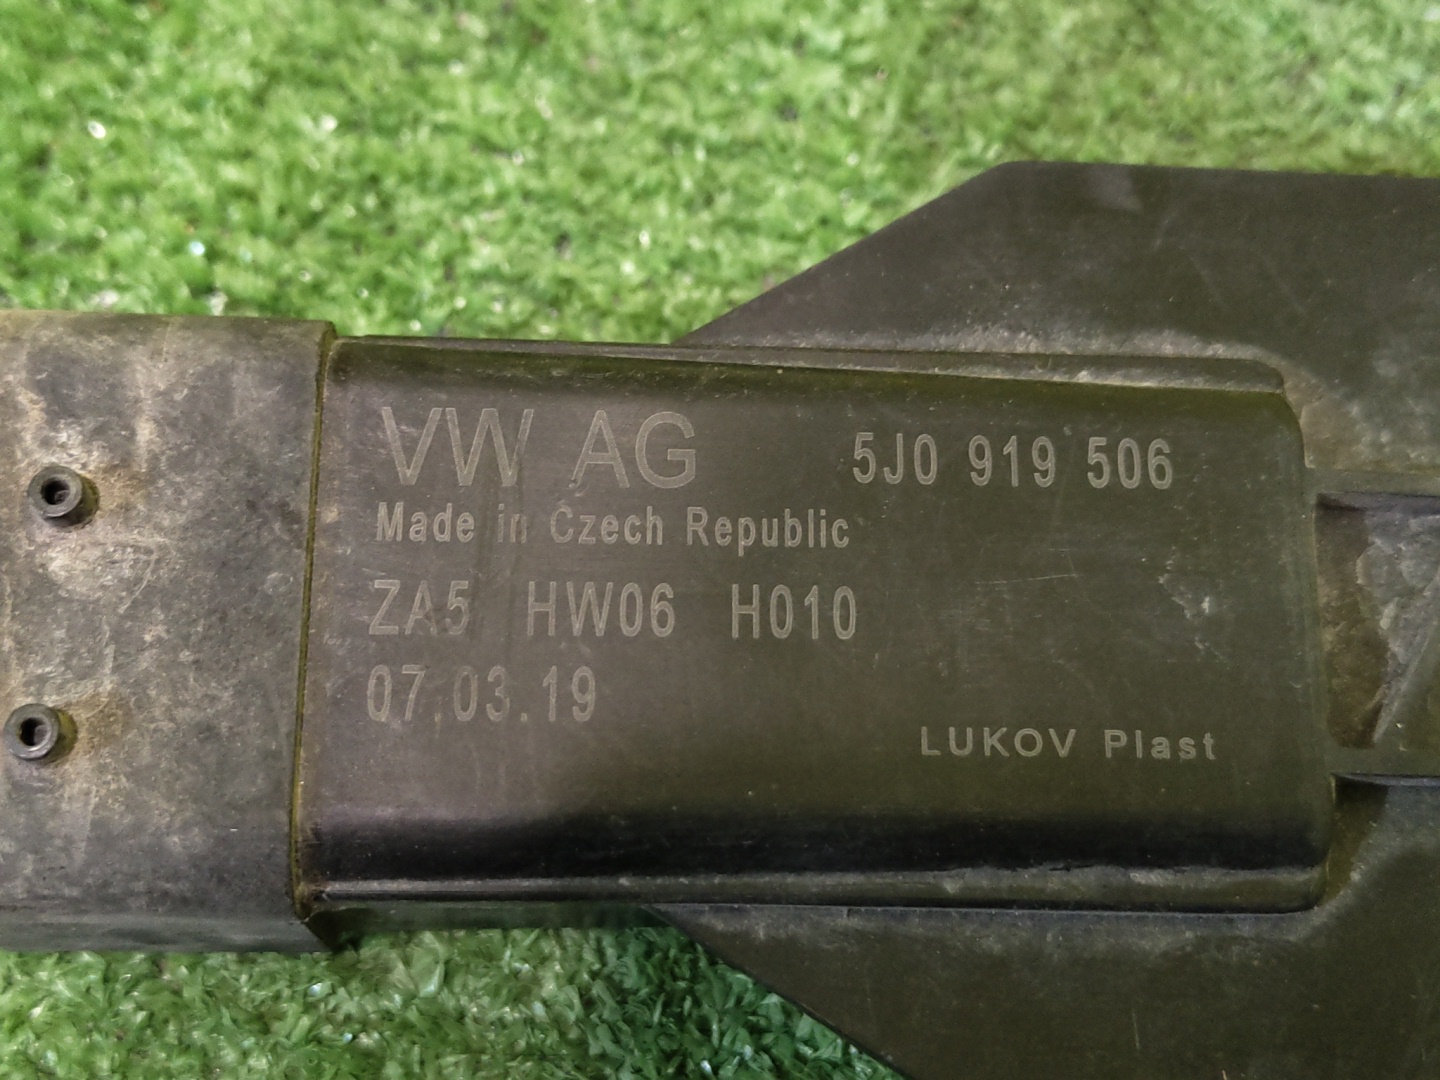 VW AG 5J0 919 506
Made in Czech Republic
ZA5 HW06 H010
07.03.19
LUKOV Plast